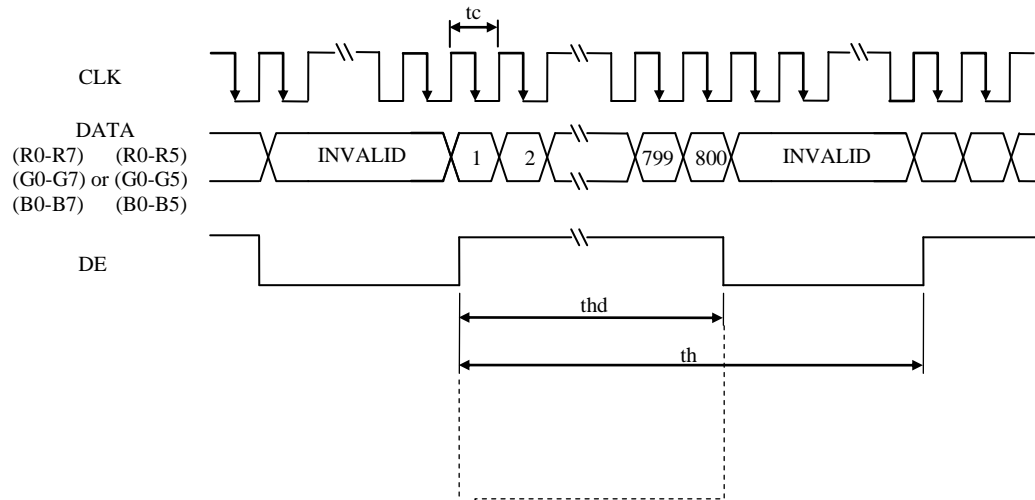 tc
CLK
DATA
(R0-R7) (R0-R5)
(G0-G7) or (G0-G5)
(B0-B7) (B0-B5)
INVALID 1 2 799 800 INVALID
DE
thd
th